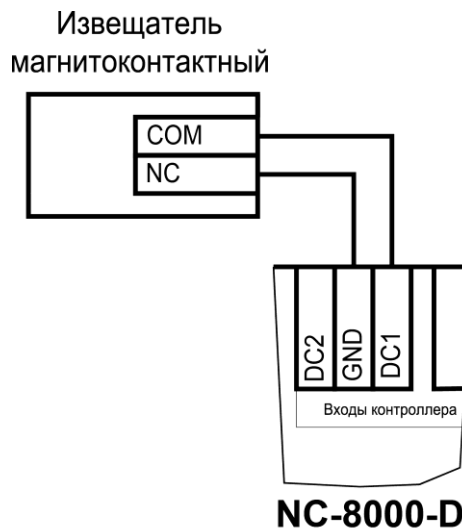 Извещатель
магнитоконтактный
COM
NC
DC2
GND
DC1
Входы контроллера
NC-8000-D